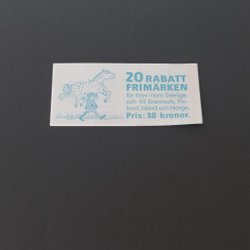 20 RABATT
FRIMÄRKEN
för brev inom Sverige,
och till Danmark, Fin-
land, Island och Norge.
Pris: 38 kronor.